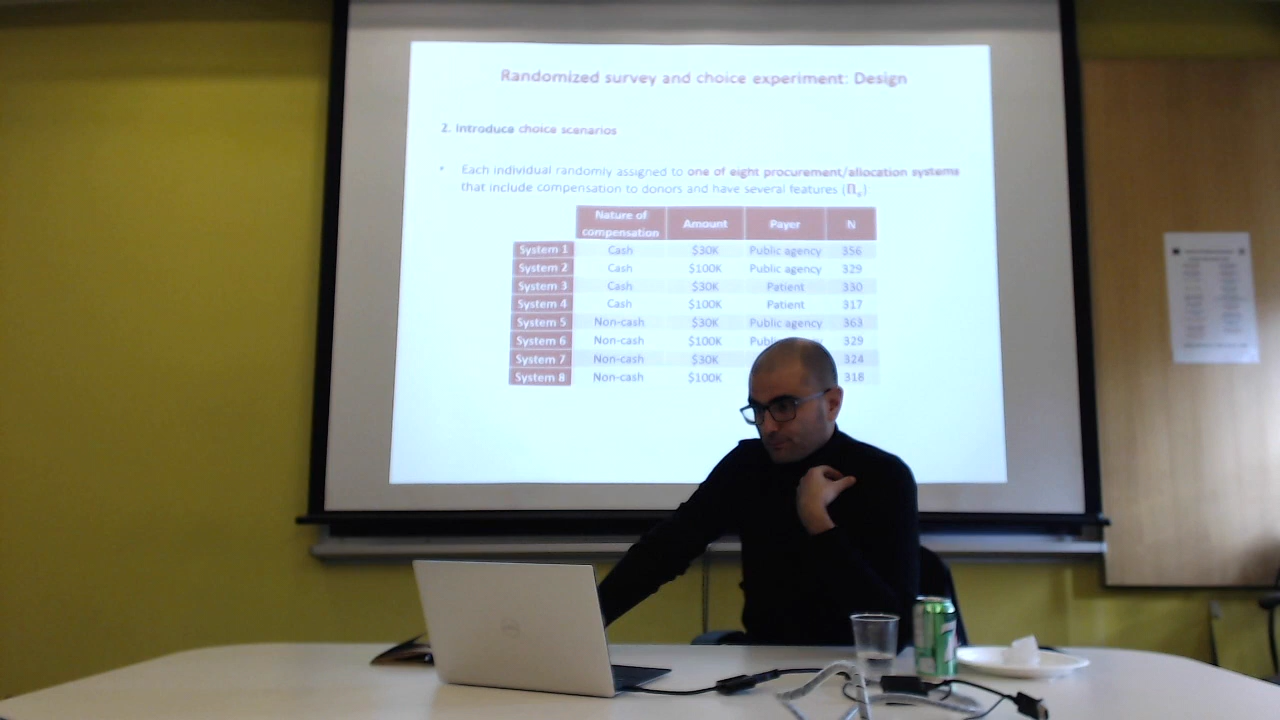 Randomized survey and choice experiment: Design
2. Introduce choice scenarios
• Each individual randomly assigned to one of eight procurement/allocation systems
that include compensation to donors and have several features (Πs)
Nature of compensation Amount Payer N
System 1 Cash $30K Public agency 356
System 2 Cash $100K Public agency 329
System 3 Cash $30K Patient 330
System 4 Cash $100K Patient 317
System 5 Non-cash $30K Public agency 363
System 6 Non-cash $100K 329
System 7 Non-cash $30K 324
System 8 Non-cash $100K 318